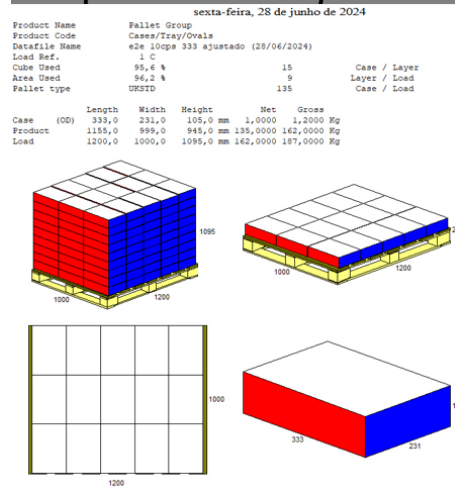 sexta-feira, 28 de junho de 2024
Product Name Pallet Group
Product Code Cases/Tray/Ovals
Datafile Name e2e 10cps 333 ajustado (28/06/2024)
Load Ref. 1 C
Cube Used 95,6 % 15 Case / Layer
Area Used 96,2 % 9 Layer / Load
Pallet type UKSTD 135 Case / Load
Length Width Height Net Gross
Case (OD) 333,0 231,0 105,0 mm 1,0000 1,2000 Kg
Product 1155,0 999,0 945,0 mm 135,0000 162,0000 Kg
Load 1200,0 1000,0 1095,0 mm 162,0000 187,0000 Kg
1095
1000 1200
1000 1200
1000
1200
333 231